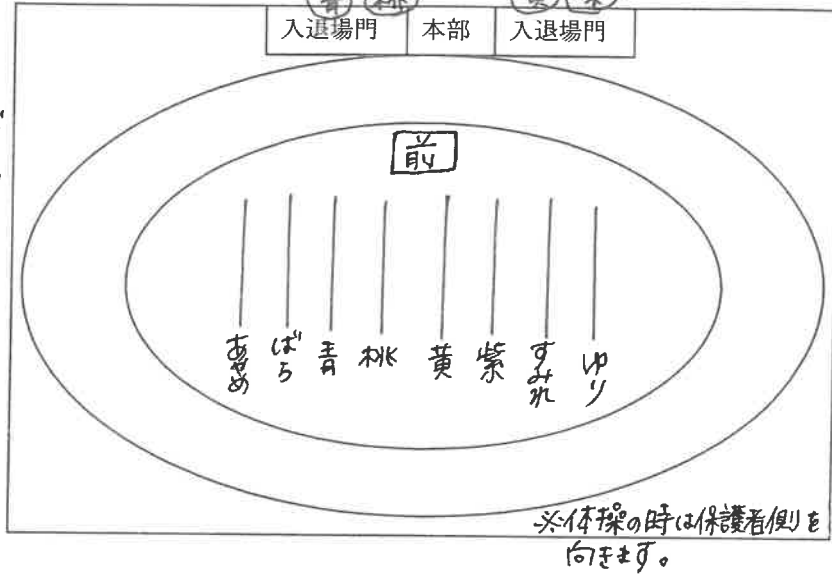 青 桃
入退場門 本部 入退場門
前
あやめ ばら 青 桃 黄 紫 すみれ ゆり
※体操の時は保護者側を
向きます。